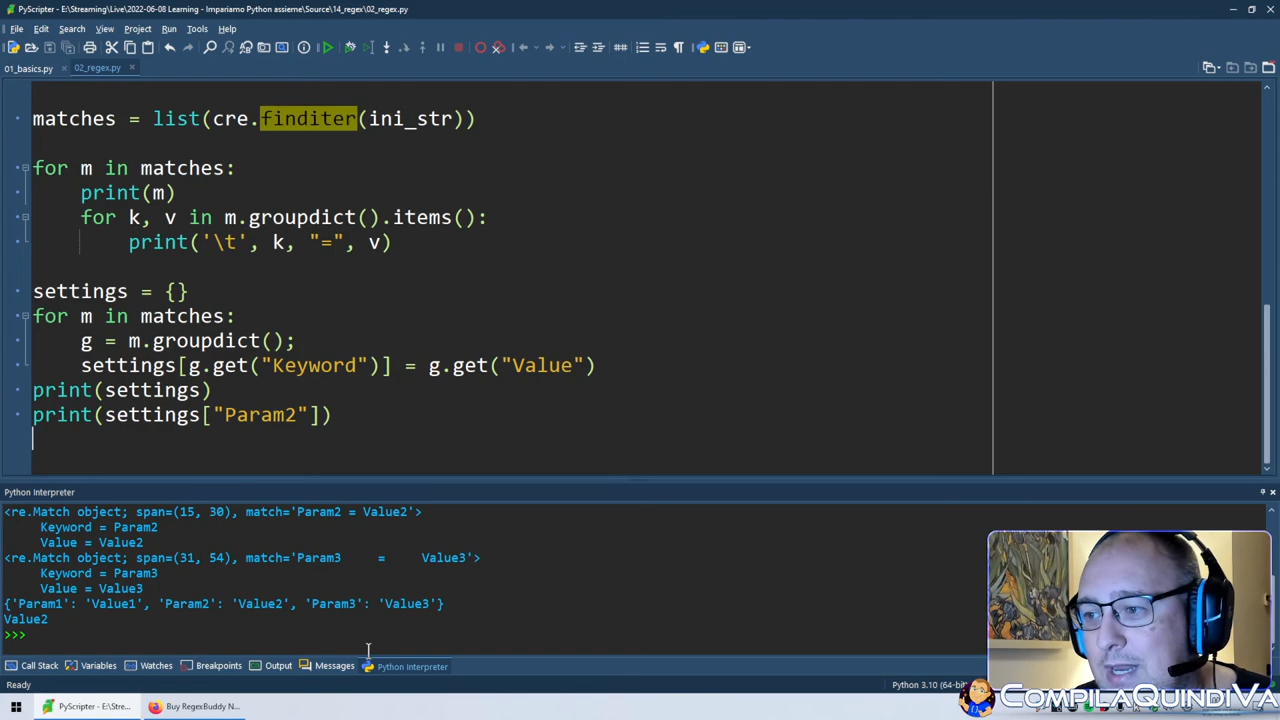 PyScripter - E:\Streaming\Live\2022-06-08 Learning - Impariamo Python assieme\Source\14_regex\02_regex.py
File Edit Search View Project Run Tools Help
01_basics.py 02_regex.py
matches = list(cre.finditer(ini_str))
for m in matches:
print(m)
for k, v in m.groupdict().items():
print('\t', k, "=", v)
settings = {}
for m in matches:
g = m.groupdict();
settings[g.get("Keyword")] = g.get("Value")
print(settings)
print(settings["Param2"])
Python Interpreter
<re.Match object; span=(15, 30), match='Param2 = Value2'>
Keyword = Param2
Value = Value2
<re.Match object; span=(31, 54), match='Param3     =     Value3'>
Keyword = Param3
Value = Value3
{'Param1': 'Value1', 'Param2': 'Value2', 'Param3': 'Value3'}
Value2
>>>
Call Stack Variables Watches Breakpoints Output Messages Python Interpreter
Ready Python 3.10 (64-bit)
PyScripter - E:\Stre... Buy RegexBuddy N...
COMPILAQUINDIVA